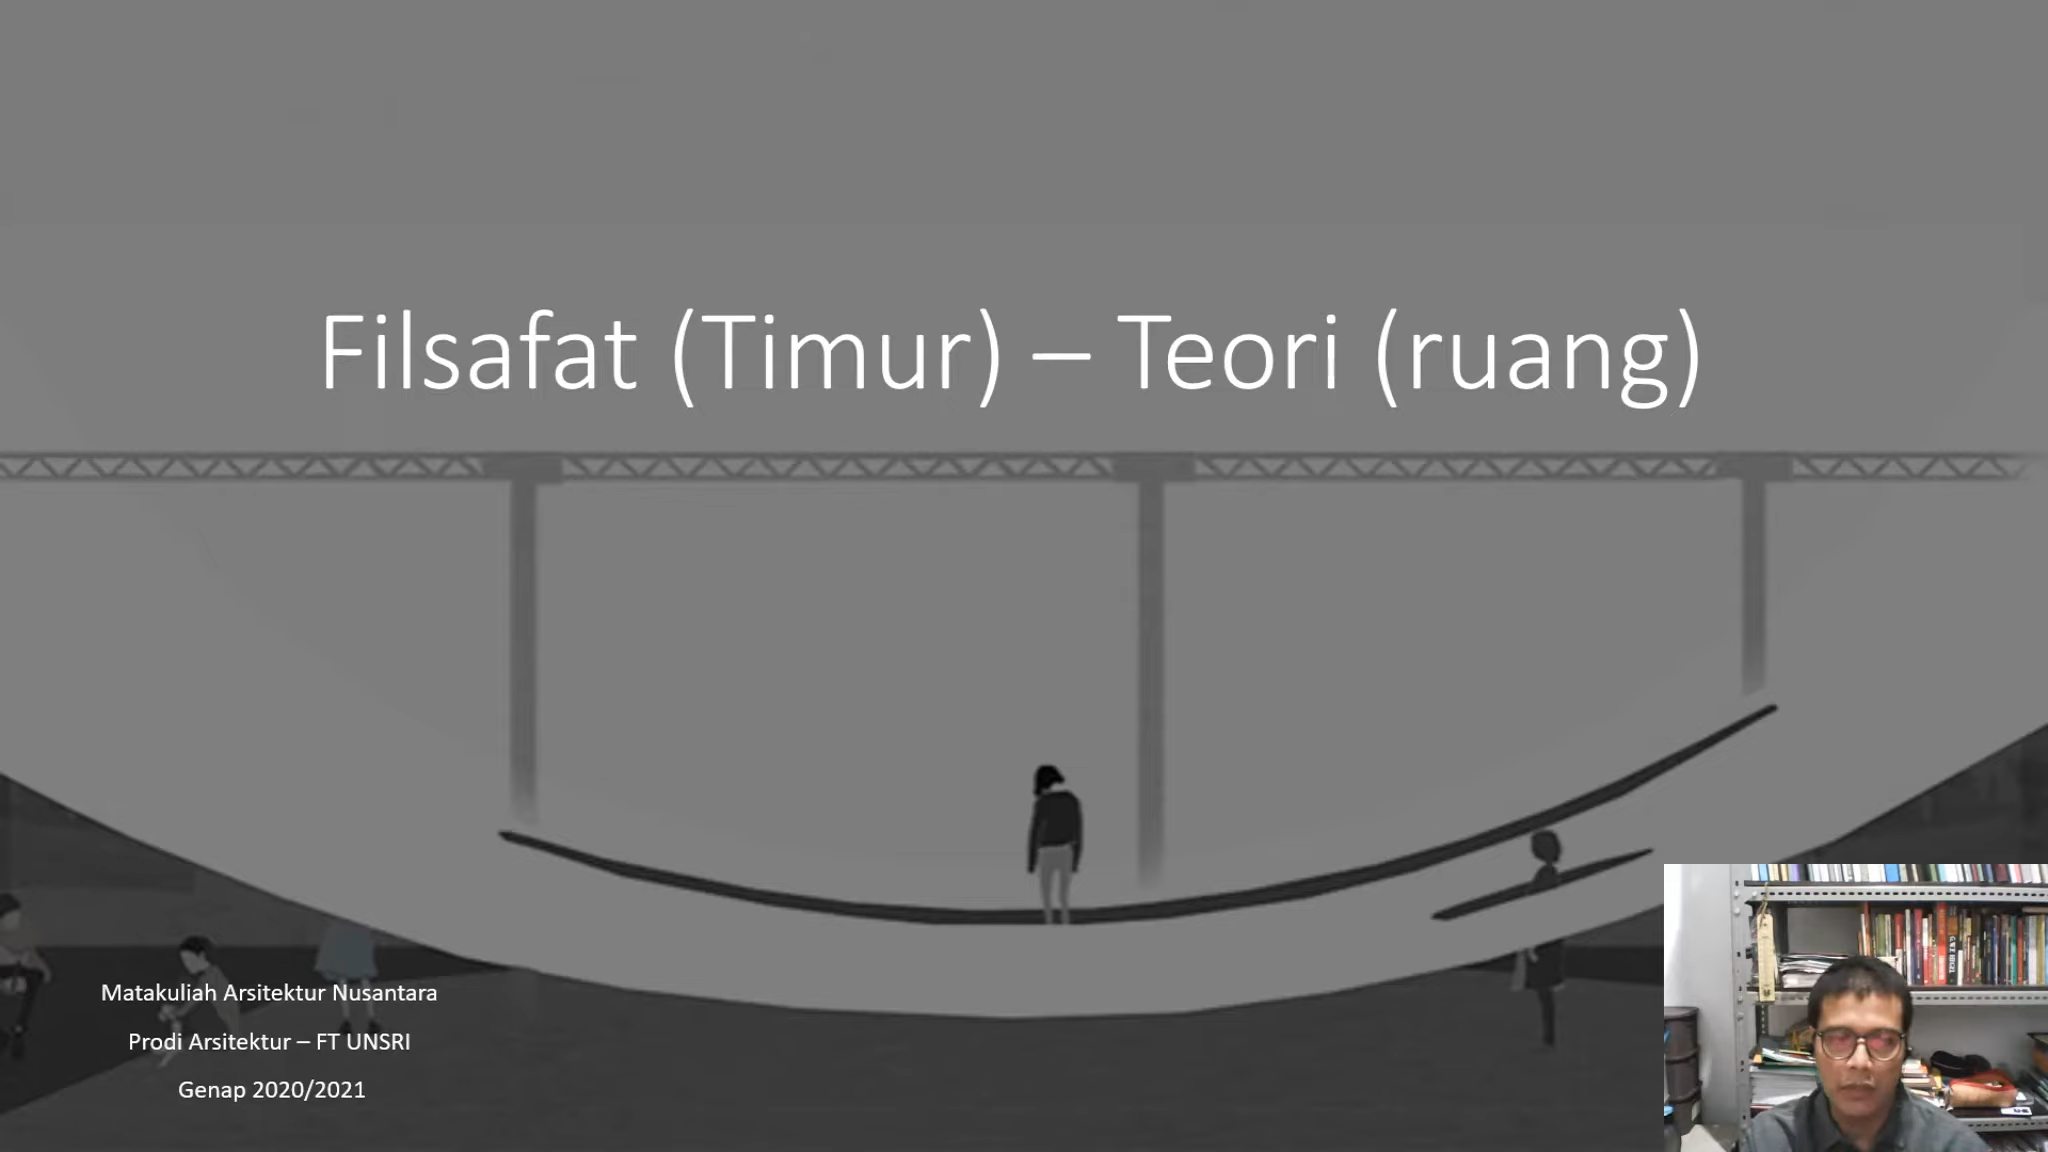 Filsafat (Timur) – Teori (ruang)
Matakuliah Arsitektur Nusantara
Prodi Arsitektur – FT UNSRI
Genap 2020/2021